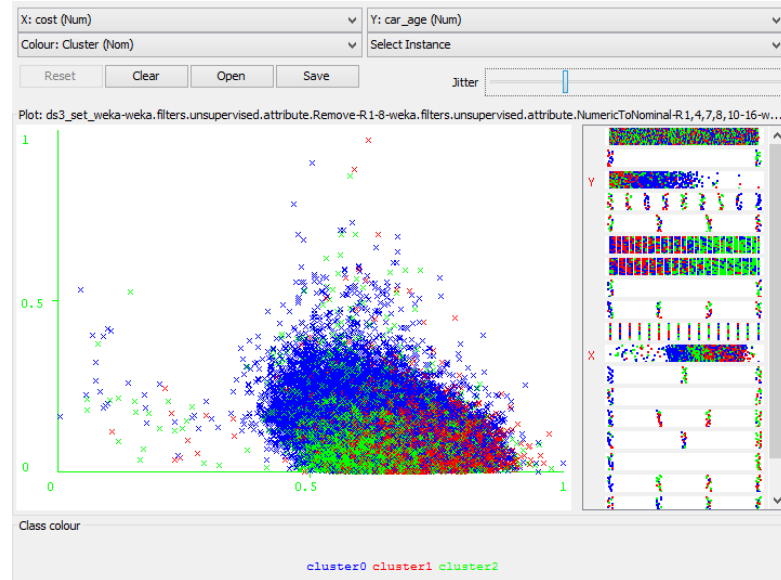 X: cost (Num) Y: car_age (Num)
Colour: Cluster (Nom) Select Instance
Reset Clear Open Save Jitter
Plot: ds3_set_weka-weka.filters.unsupervised.attribute.Remove-R1-8-weka.filters.unsupervised.attribute.NumericToNominal-R1,4,7,8,10-16-w...
1
Y
0.5
X
0
0 0.5 1
Class colour
cluster0 cluster1 cluster2